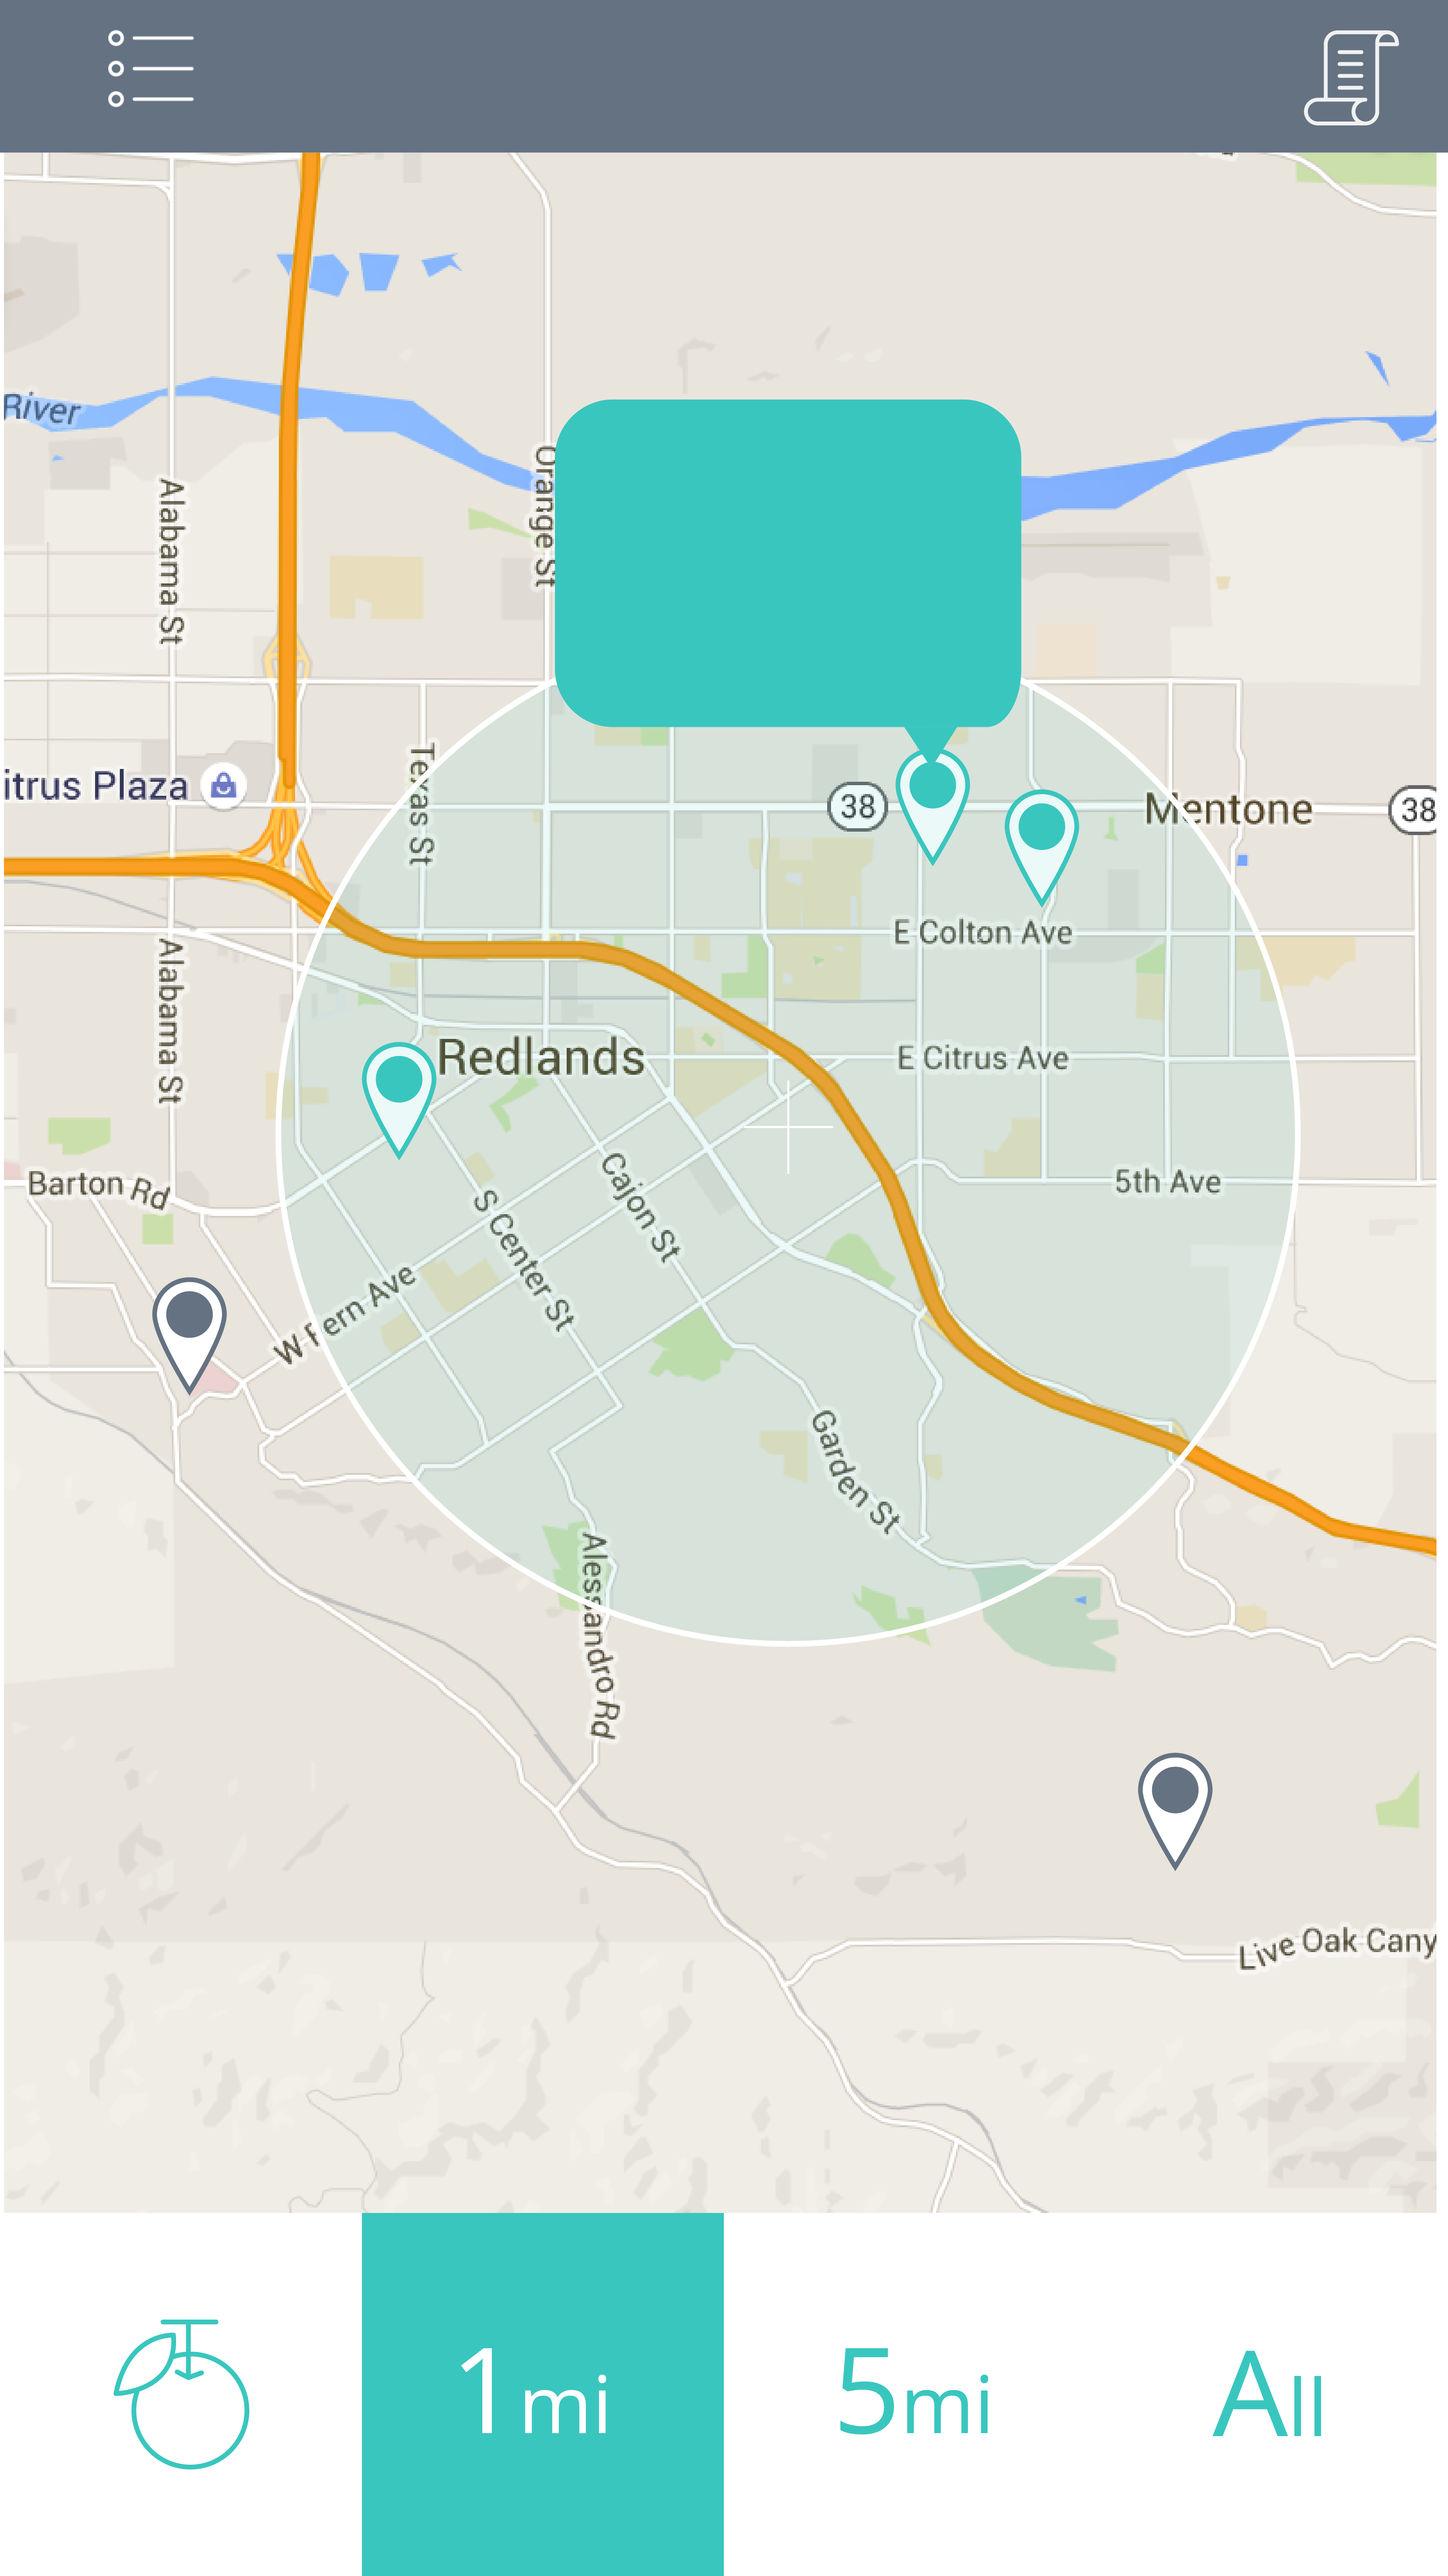 River
Orange St
Alabama St
Texas St
itrus Plaza
38
Mentone
38
E Colton Ave
Alabama St
Redlands
E Citrus Ave
Barton Rd
5th Ave
Cajon St
S Center St
W Fern Ave
Garden St
Alessandro Rd
Live Oak Cany
1mi
5mi
All